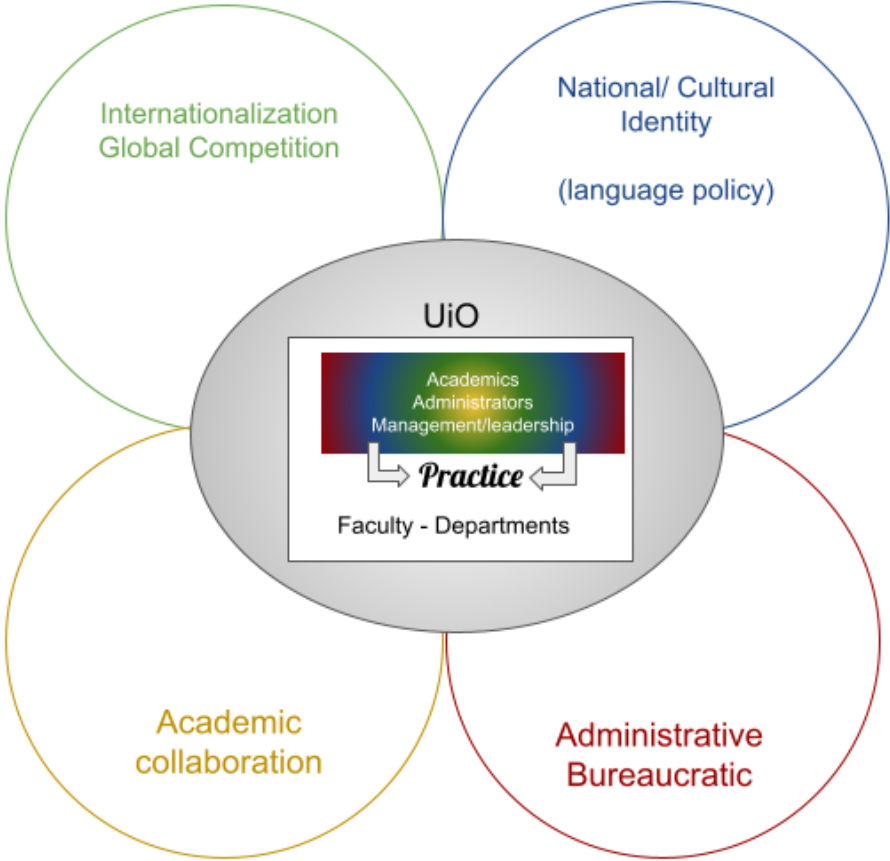 Internationalization
Global Competition
National/ Cultural
Identity
(language policy)
UiO
Academics
Administrators
Management/leadership
Practice
Faculty - Departments
Academic
collaboration
Administrative
Bureaucratic